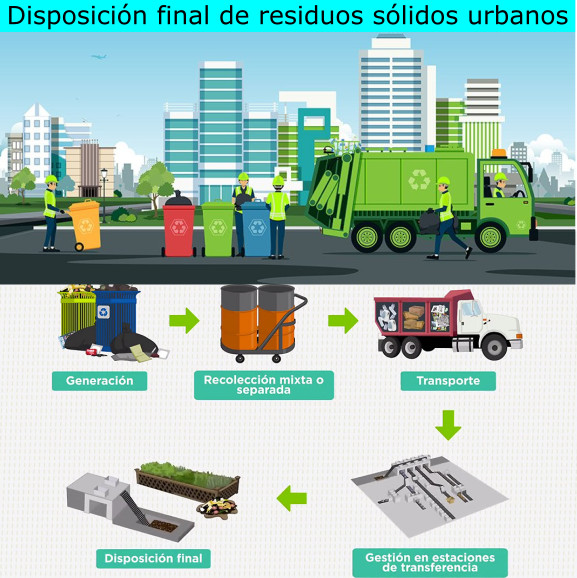 Disposición final de residuos sólidos urbanos
Generación
Recolección mixta o
separada
Transporte
Disposición final
Gestión en estaciones
de transferencia